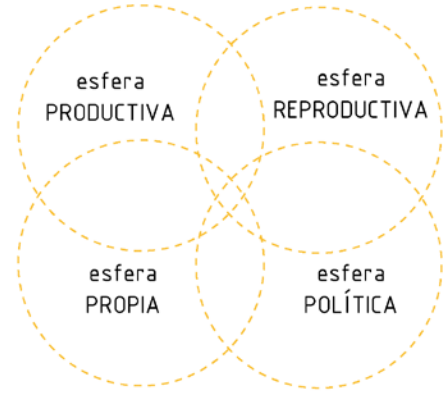 esfera
PRODUCTIVA
esfera
REPRODUCTIVA
esfera
PROPIA
esfera
POLÍTICA